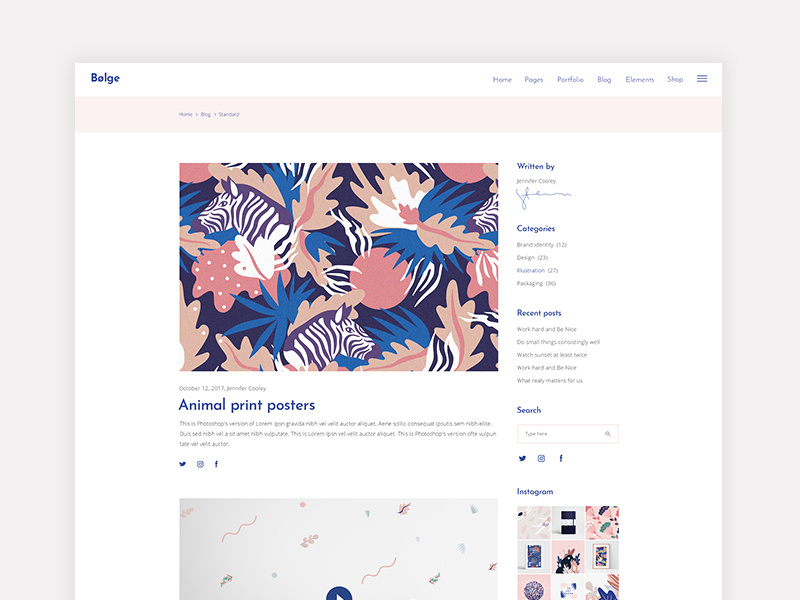 Bølge
Home Pages Portfolio Blog Elements Shop
Home > Blog > Standard
October 12, 2017, Jennifer Cooley
Animal print posters
This is Photoshop's version of Lorem Ipsn gravida nibh vel velit auctor aliquet. Aene sollic consequat ipsutis sem nibh elite.
Duis sed nibh vel a sit amet nibh vulputate. This is Lorem Ipsn vel velit auctor aliquet. This is Photoshop's version ofte vulpun
tate vel velit auctor.
Written by
Jennifer Cooley
Categories
Brand identity (12)
Design (23)
Illustration (27)
Packaging (36)
Recent posts
Work hard and Be Nice
Do small things consistingly well
Watch sunset at least twice
Work hard and Be Nice
What realy matters for us
Search
Type here
Instagram